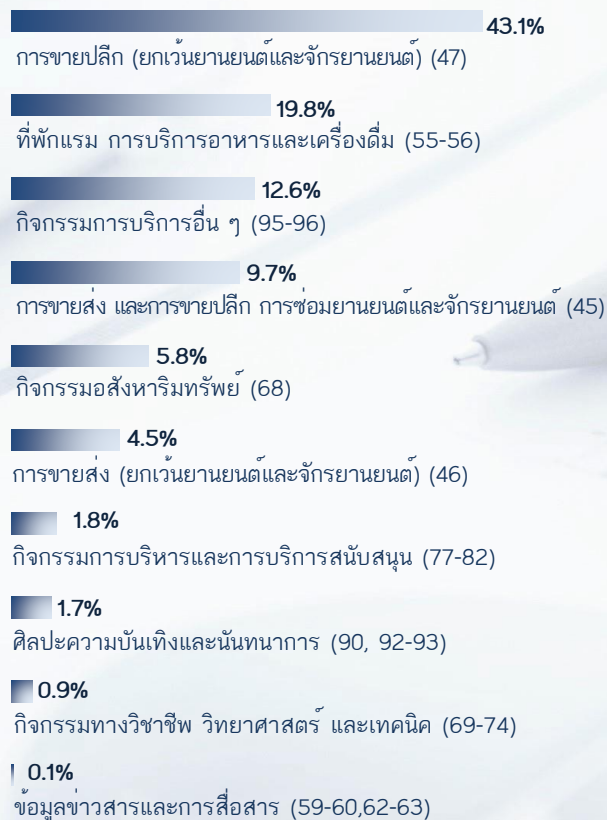 43.1%
การขายปลีก (ยกเว้นยานยนต์และจักรยานยนต์) (47)
19.8%
ที่พักแรม การบริการอาหารและเครื่องดื่ม (55-56)
12.6%
กิจกรรมการบริการอื่น ๆ (95-96)
9.7%
การขายส่ง และการขายปลีก การซ่อมยานยนต์และจักรยานยนต์ (45)
5.8%
กิจกรรมอสังหาริมทรัพย์ (68)
4.5%
การขายส่ง (ยกเว้นยานยนต์และจักรยานยนต์) (46)
1.8%
กิจกรรมการบริหารและการบริการสนับสนุน (77-82)
1.7%
ศิลปะความบันเทิงและนันทนาการ (90, 92-93)
0.9%
กิจกรรมทางวิชาชีพ วิทยาศาสตร์ และเทคนิค (69-74)
0.1%
ข้อมูลข่าวสารและการสื่อสาร (59-60,62-63)